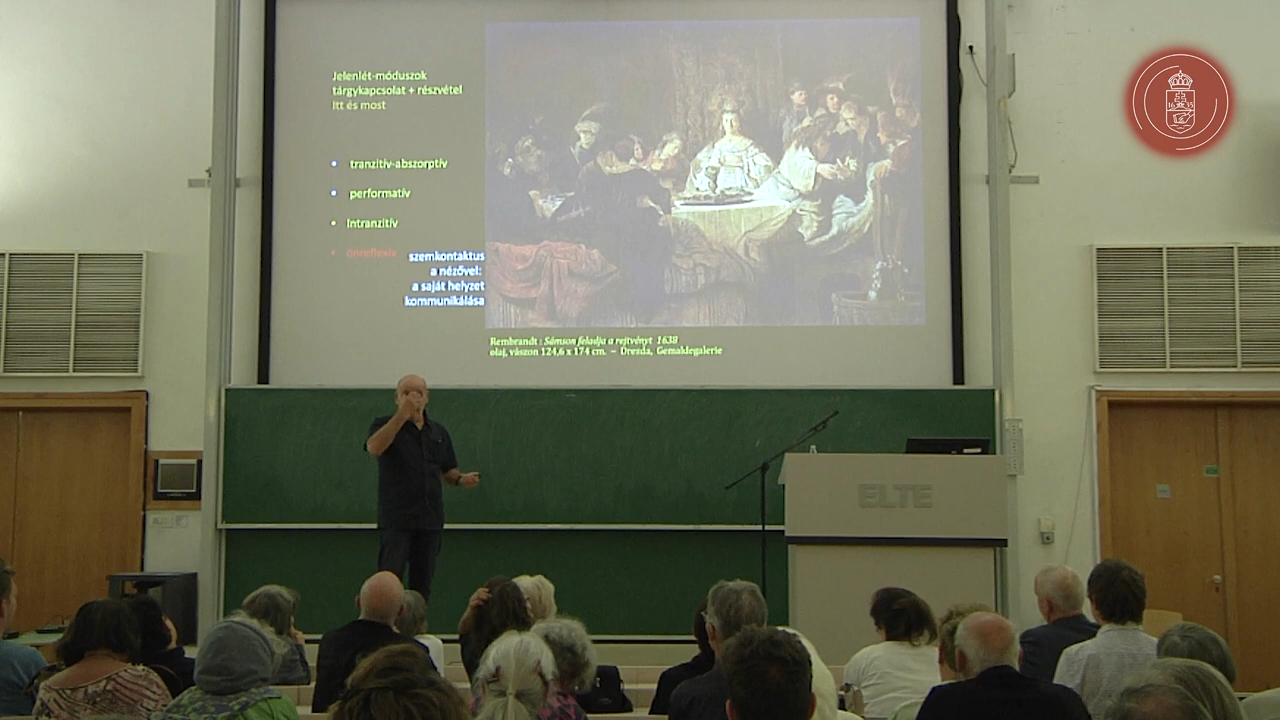 Jelenlét-móduszok
tárgykapcsolat + részvétel
Itt és most
• tranzitív-abszorptív
• performatív
• intranzitív
• önreflexív
szemkontaktus
a nézővel:
a saját helyzet
kommunikálása
Rembrandt : Sámson feladja a rejtvényt 1638
olaj, vászon 124,6 x 174 cm. – Drezda, Gemäldegalerie
ELTE
1635